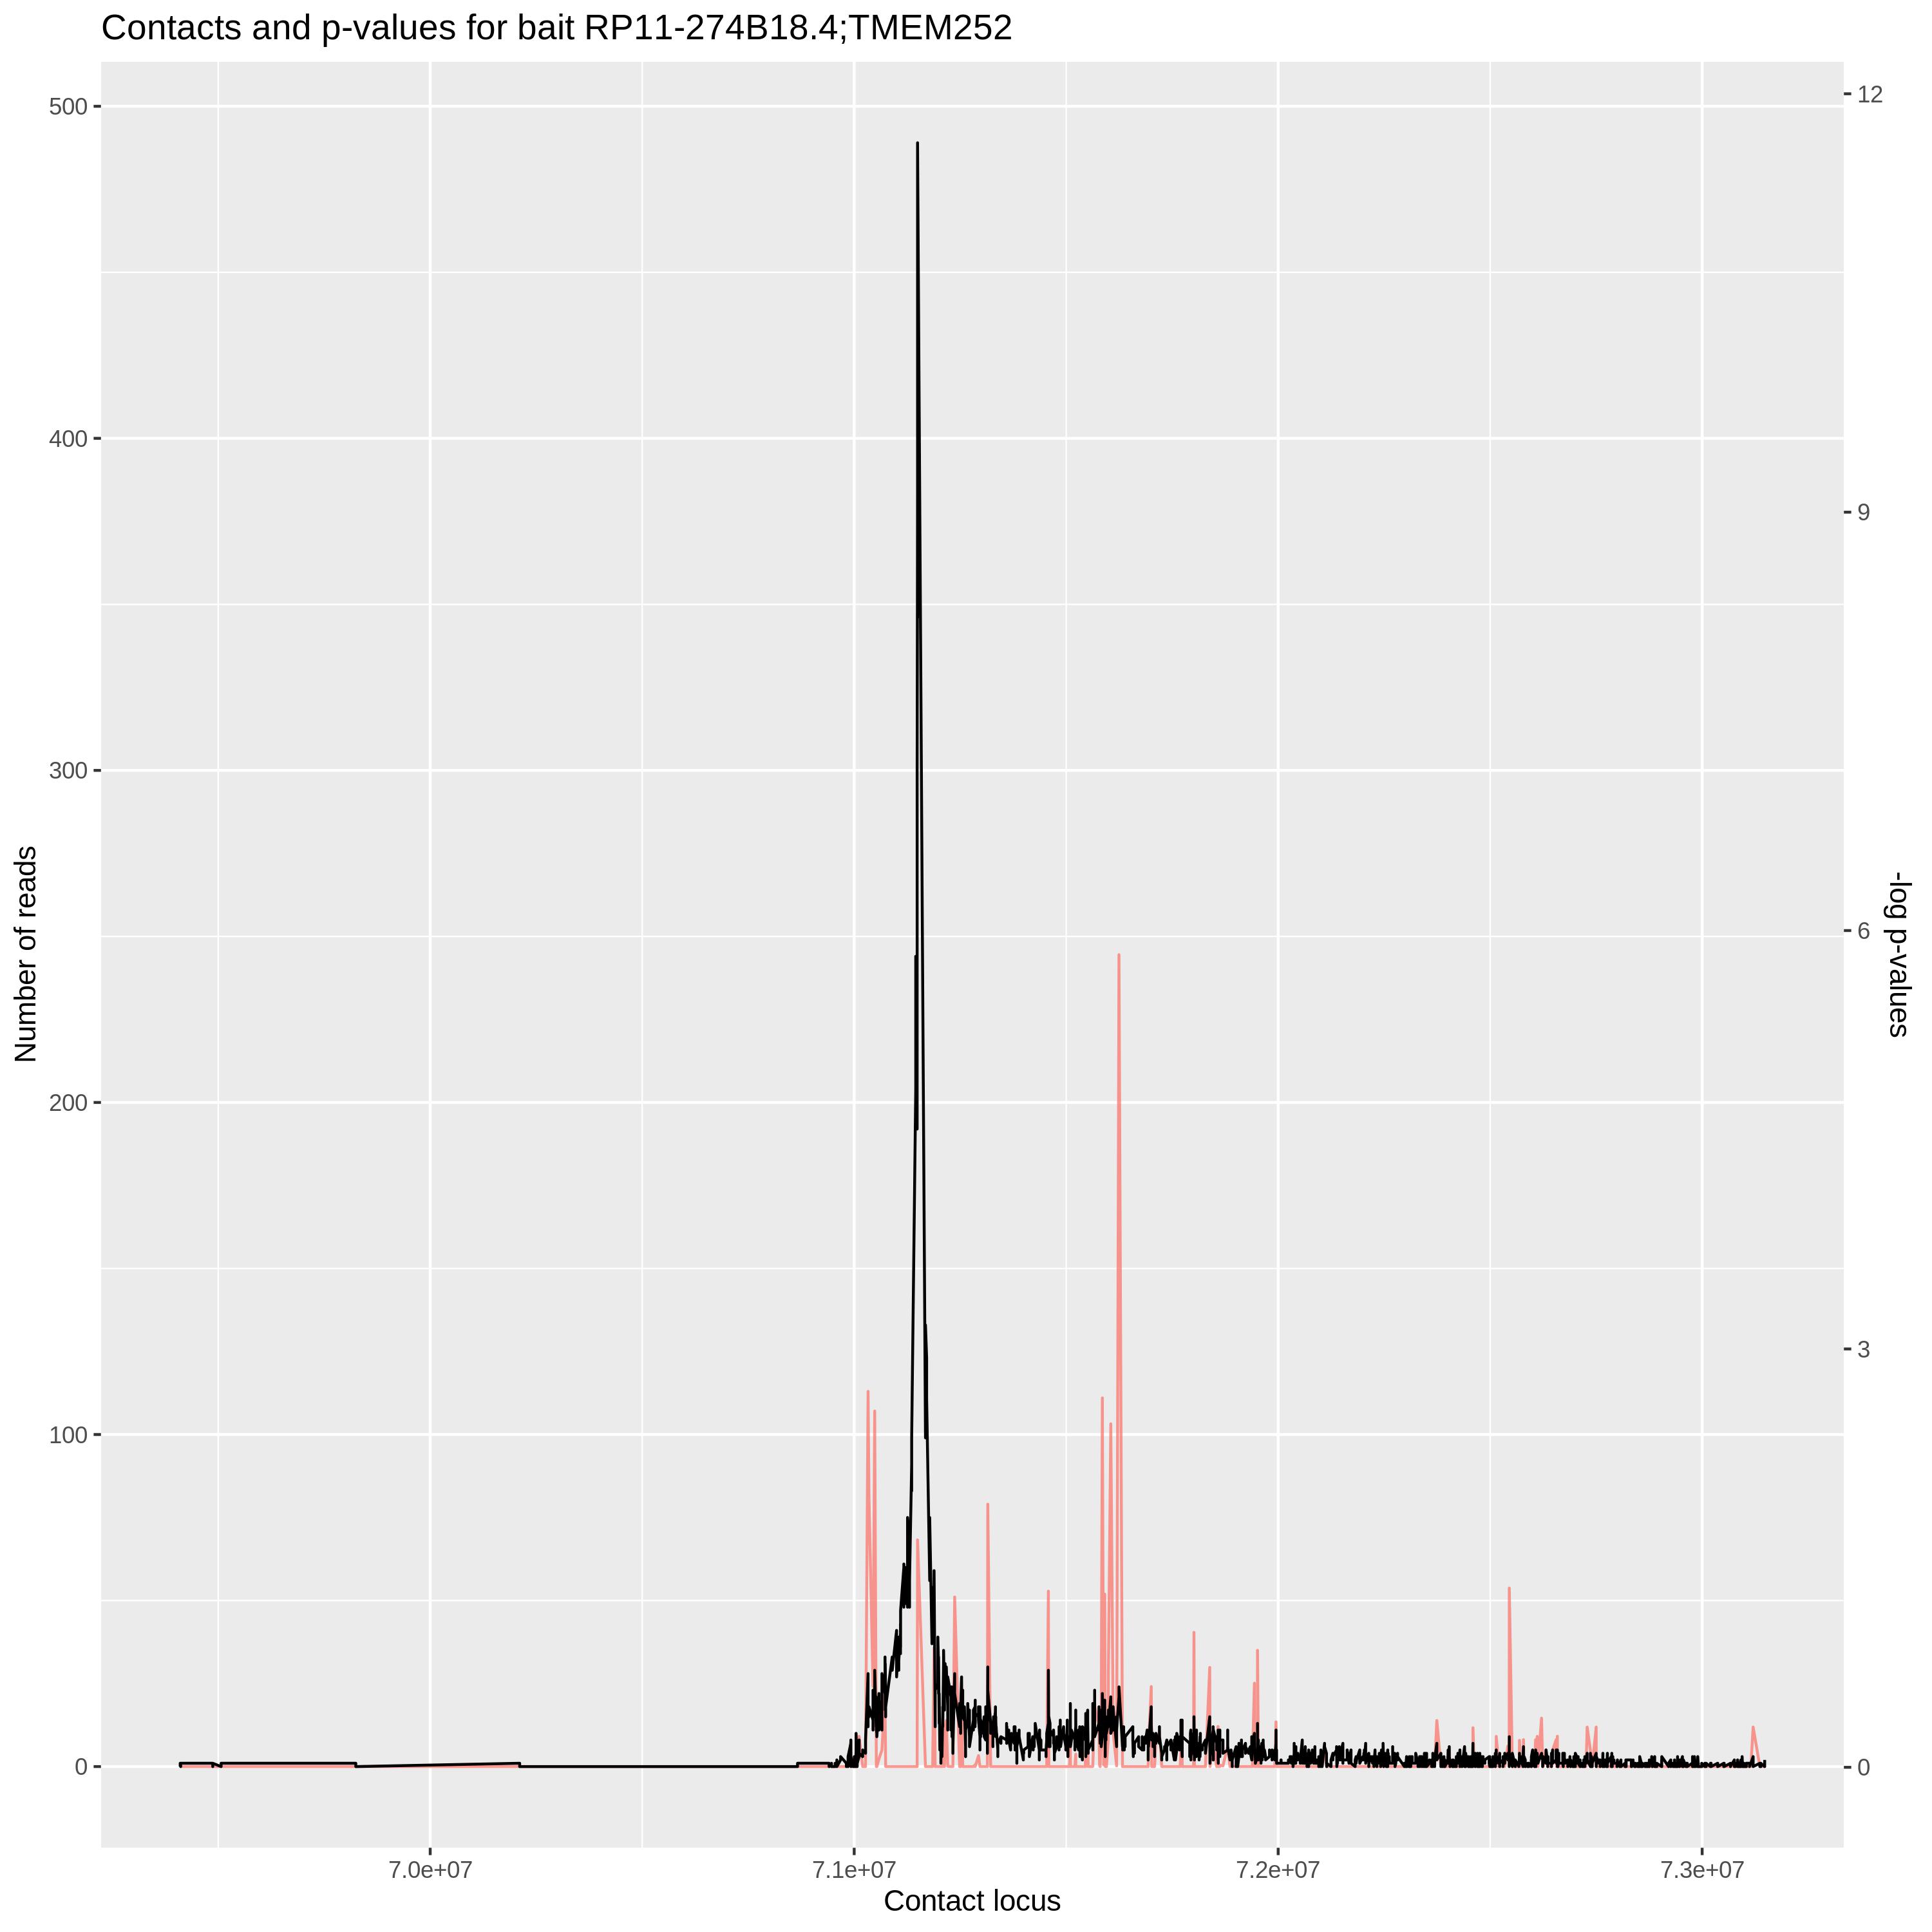 Contacts and p-values for bait RP11-274B18.4;TMEM252
500
400
300
200
100
0
Number of reads
12
9
6
3
0
-log p-values
7.0e+07
7.1e+07
7.2e+07
7.3e+07
Contact locus